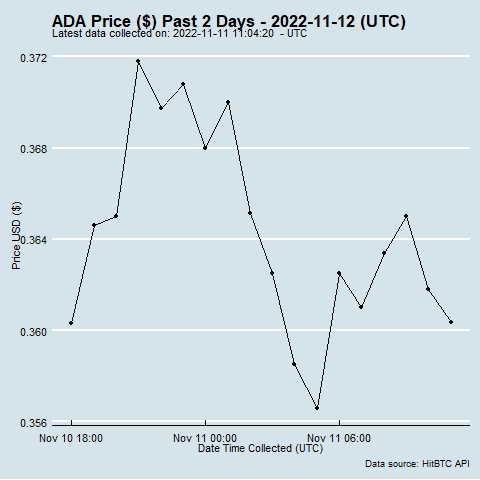 ADA Price ($) Past 2 Days - 2022-11-12 (UTC)
Latest data collected on: 2022-11-11 11:04:20 - UTC
0.372
0.368
0.364
0.360
0.356
Price USD ($)
Nov 10 18:00 Nov 11 00:00 Nov 11 06:00
Date Time Collected (UTC)
Data source: HitBTC API